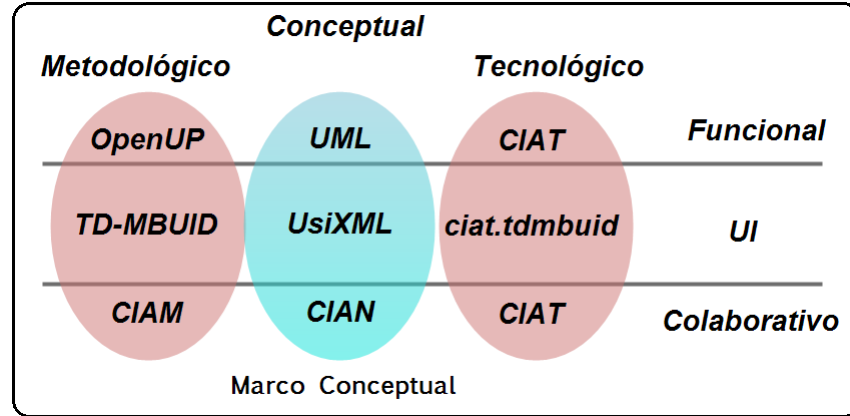 Conceptual
Metodológico
Tecnológico
OpenUP UML CIAT Funcional
TD-MBUID UsiXML ciat.tdmbuid UI
CIAM CIAN CIAT Colaborativo
Marco Conceptual